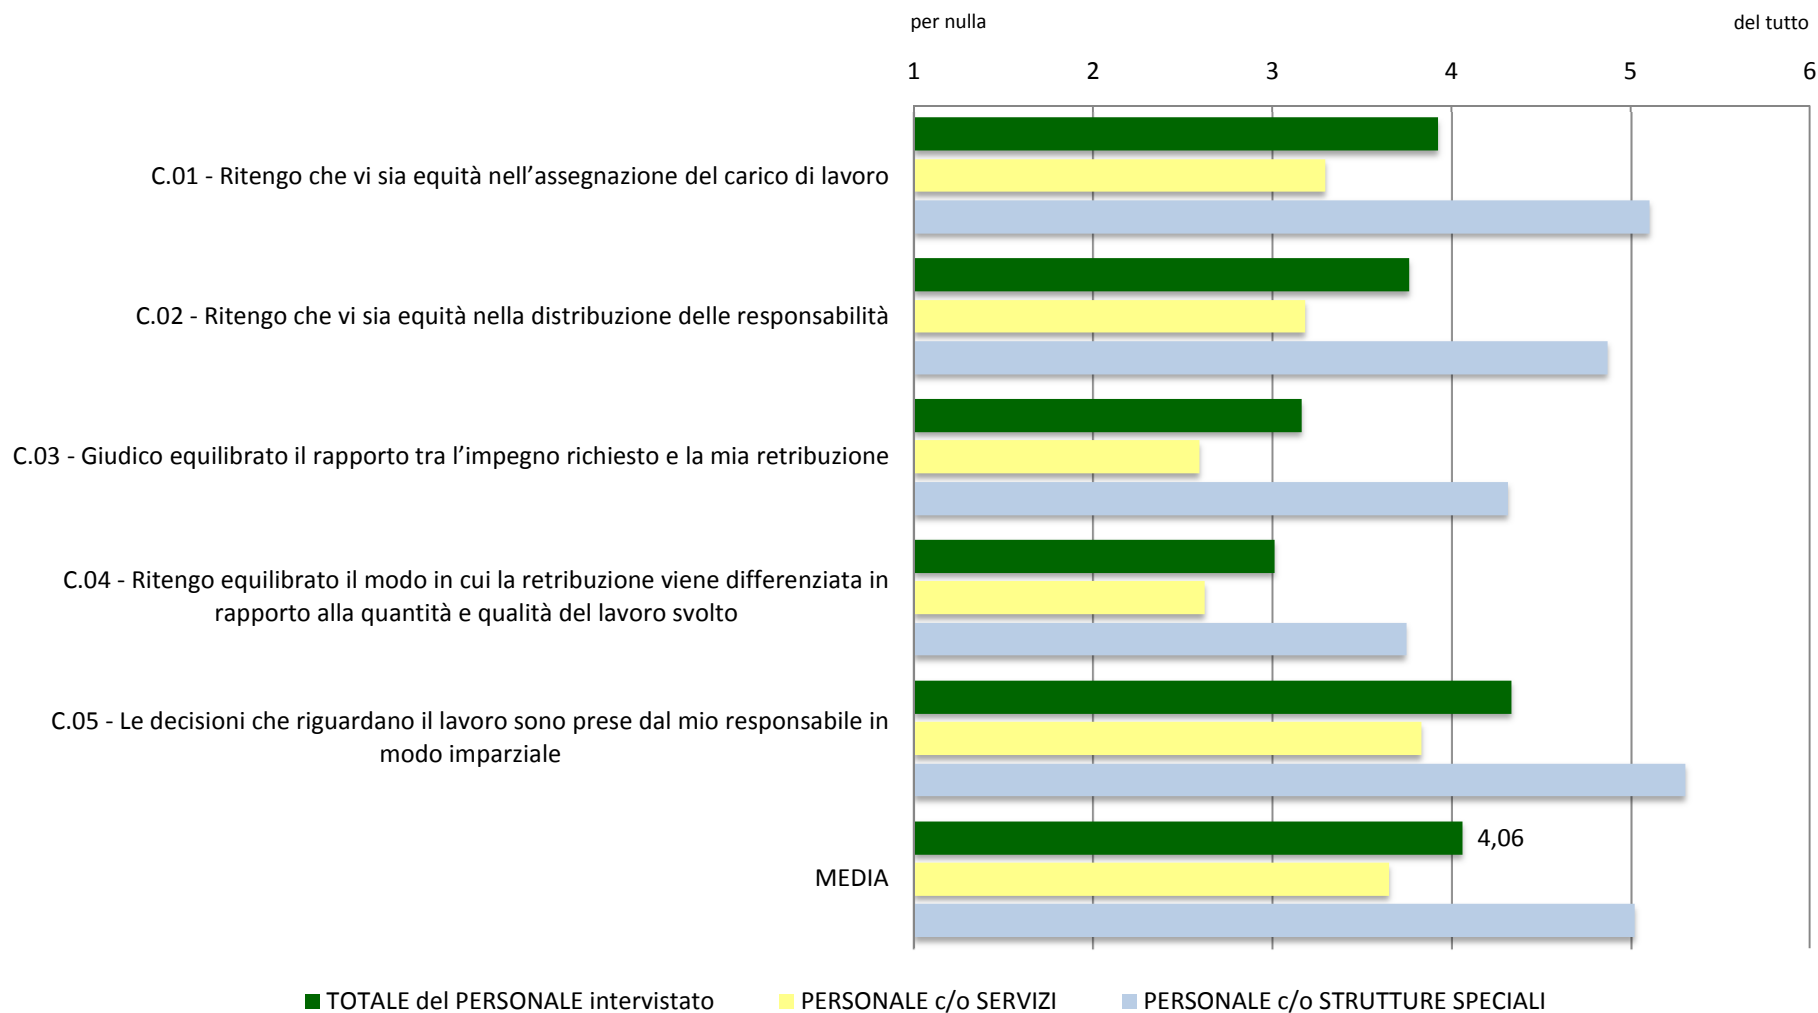 per nulla
del tutto
1 2 3 4 5 6
C.01 - Ritengo che vi sia equità nell’assegnazione del carico di lavoro
C.02 - Ritengo che vi sia equità nella distribuzione delle responsabilità
C.03 - Giudico equilibrato il rapporto tra l’impegno richiesto e la mia retribuzione
C.04 - Ritengo equilibrato il modo in cui la retribuzione viene differenziata in
rapporto alla quantità e qualità del lavoro svolto
C.05 - Le decisioni che riguardano il lavoro sono prese dal mio responsabile in
modo imparziale
4,06
MEDIA
TOTALE del PERSONALE intervistato
PERSONALE c/o SERVIZI
PERSONALE c/o STRUTTURE SPECIALI